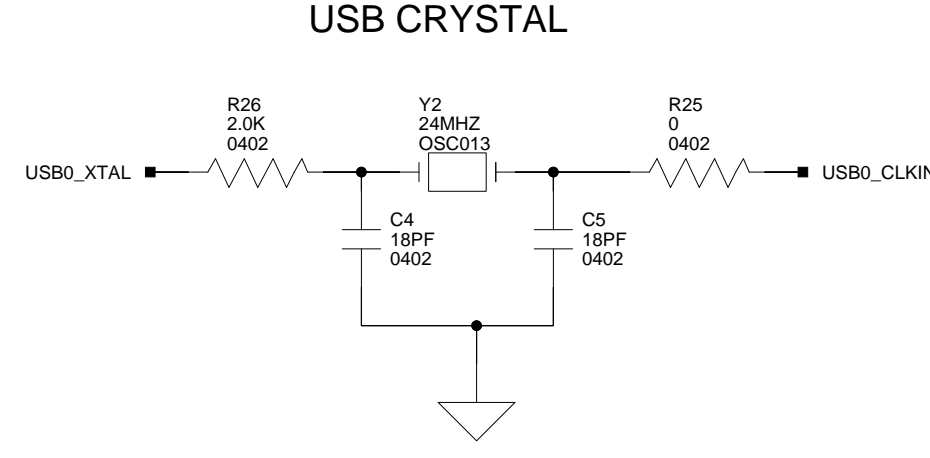 USB CRYSTAL
R26
2.0K
0402
Y2
24MHZ
OSC013
R25
0
0402
USB0_XTAL
USB0_CLKIN
C4
18PF
0402
C5
18PF
0402